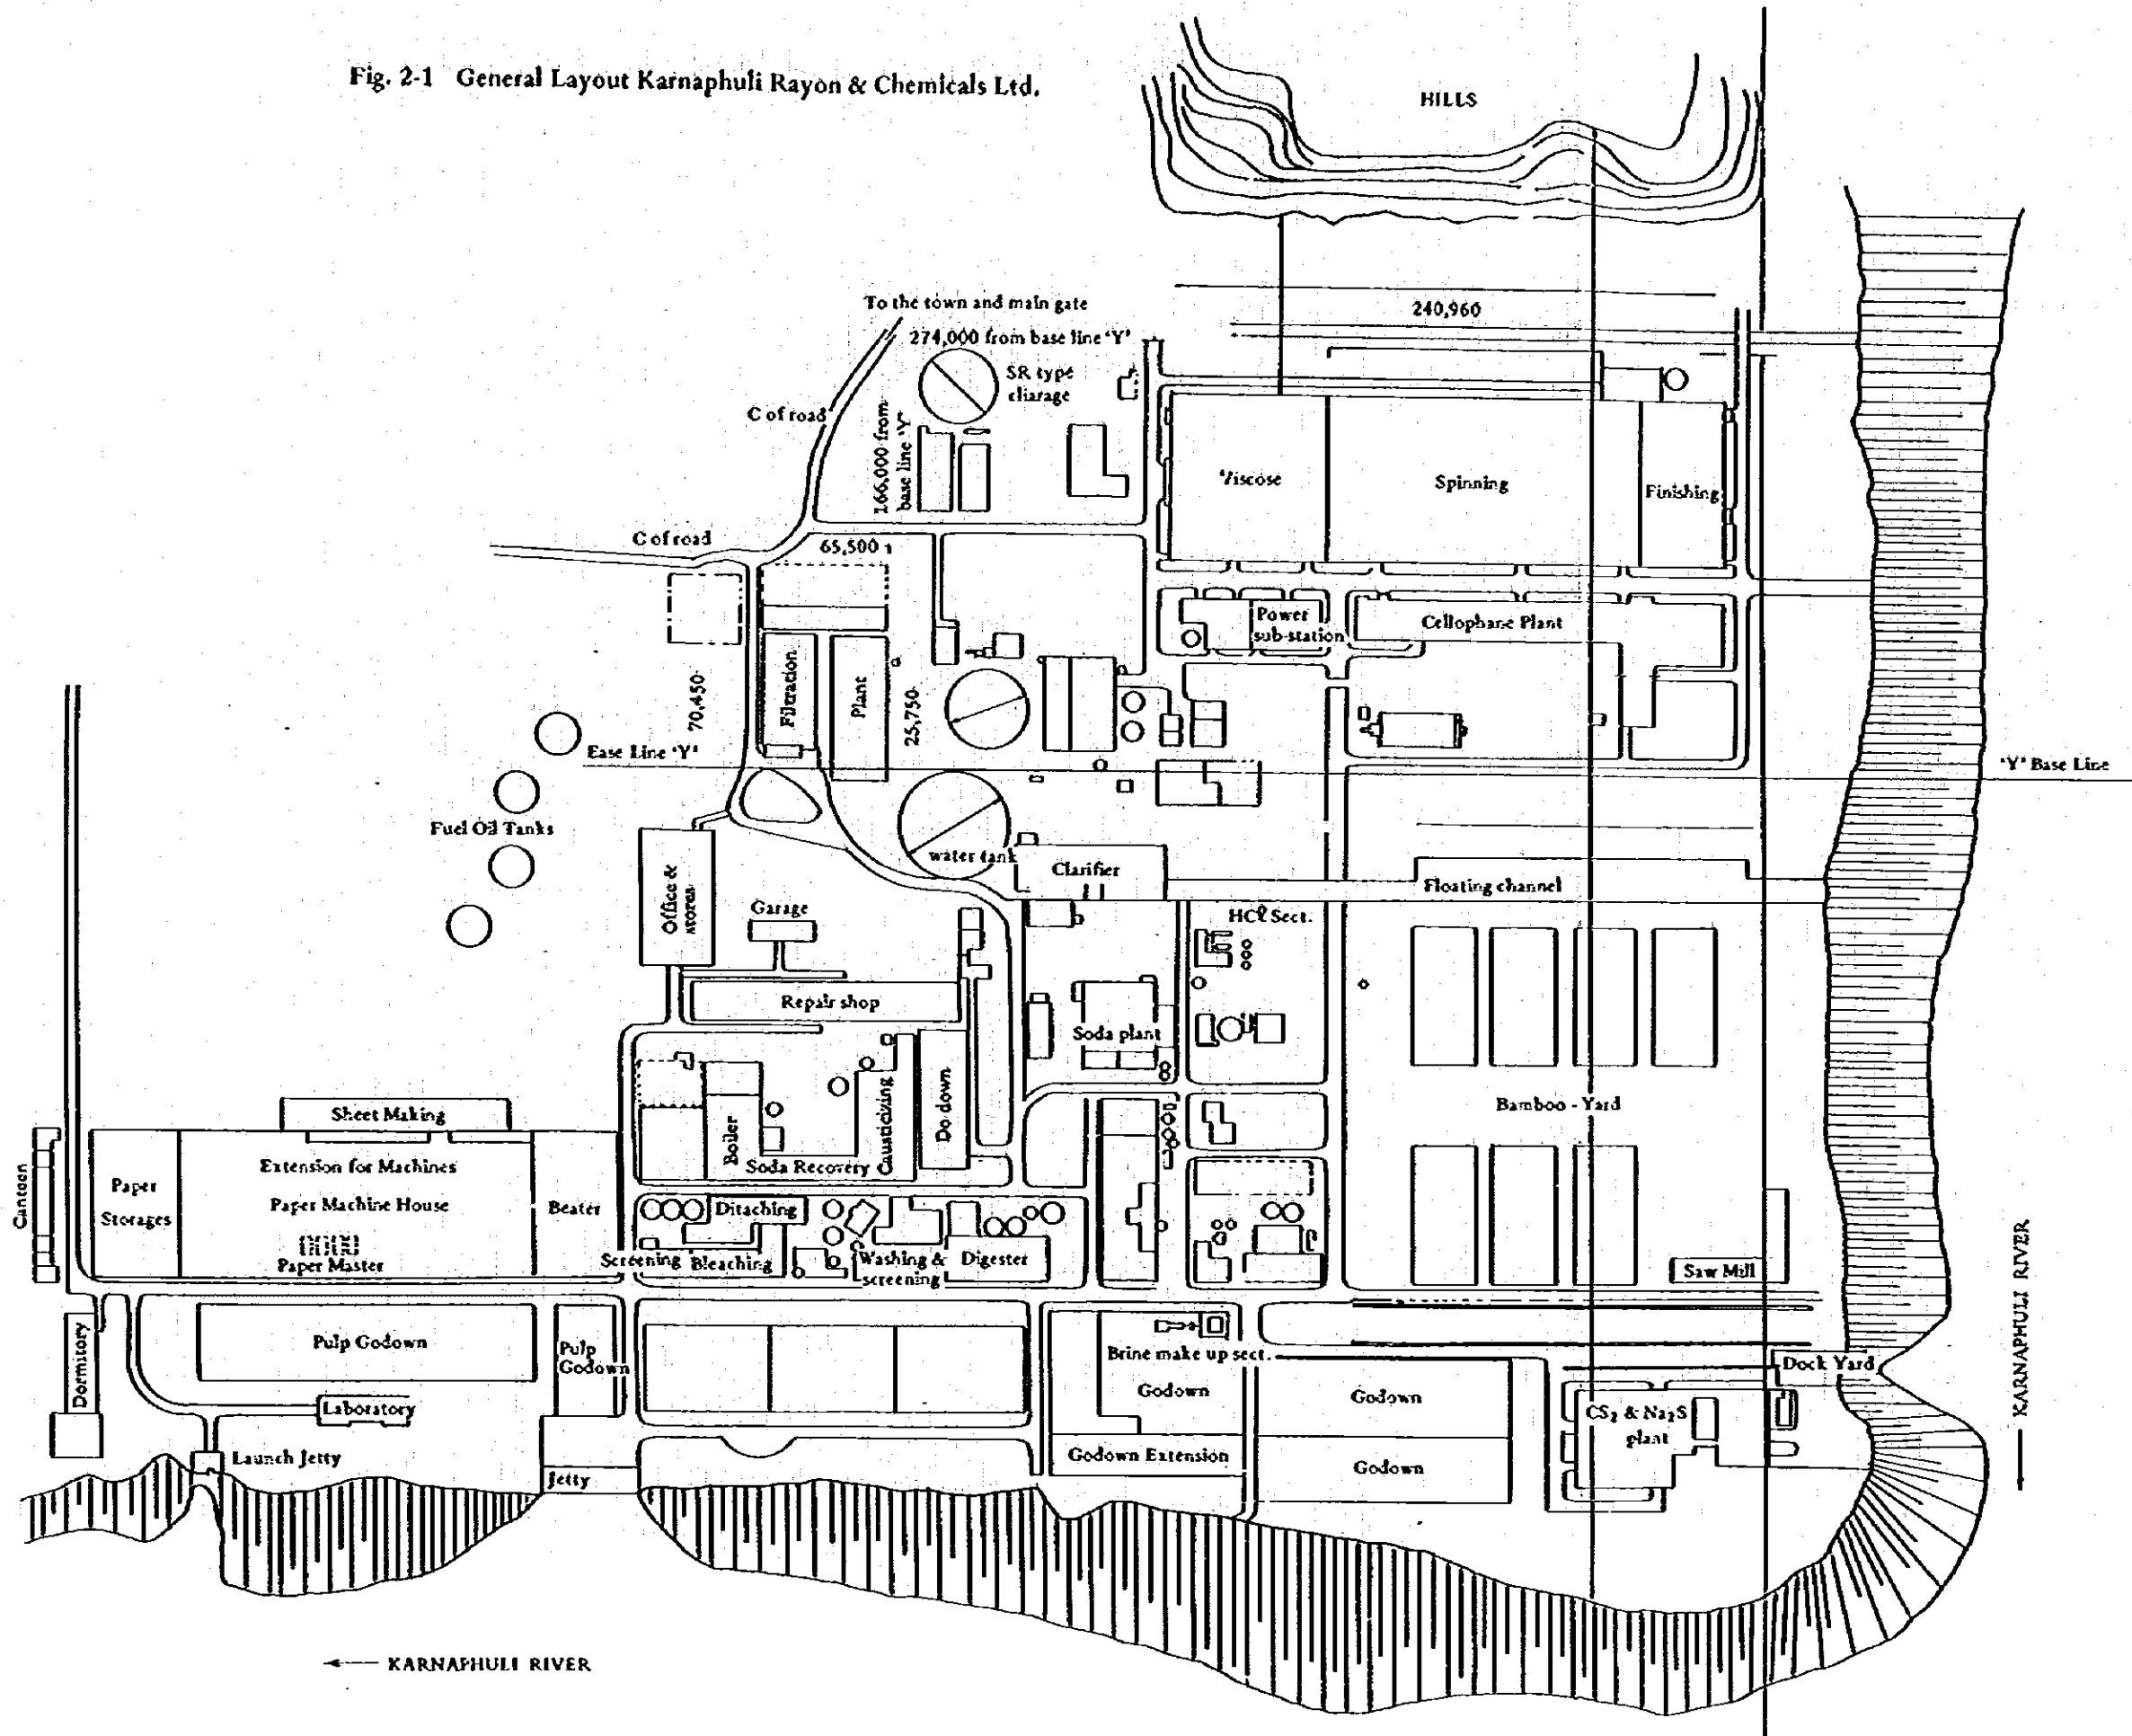 Fig. 2-1 General Layout Karnaphuli Rayon & Chemicals Ltd.
HILLS
To the town and main gate
240,960
274,000 from base line 'Y'
SR type
cliarage
C of road
166,000 from
base line 'Y'
Viscose
Spinning
Finishing
C of road
65,500
Power
sub-station
Cellophane Plant
Filtration
Plant
70,450
25,750
Ease Line 'Y'
'Y' Base Line
Fuel Oil Tanks
water tank
Clarifier
Floating channel
Office &
stores
Garage
HCl Sect.
Repair shop
Soda plant
Bamboo - Yard
Sheet Making
Boiler
Causticizing
Do down
Soda Recovery
Canteen
Paper
Storages
Extension for Machines
Paper Machine House
Paper Master
Beater
Ditaching
Screening
Bleaching
Washing &
screening
Digester
Saw Mill
KARNAPHULI RIVER
Dormitory
Pulp Godown
Pulp
Godown
Brine make up sect.
Godown
Godown
Dock Yard
Laboratory
CS₂ & Na₂S
plant
Launch Jetty
Jetty
Godown Extension
Godown
KARNAPHULI RIVER